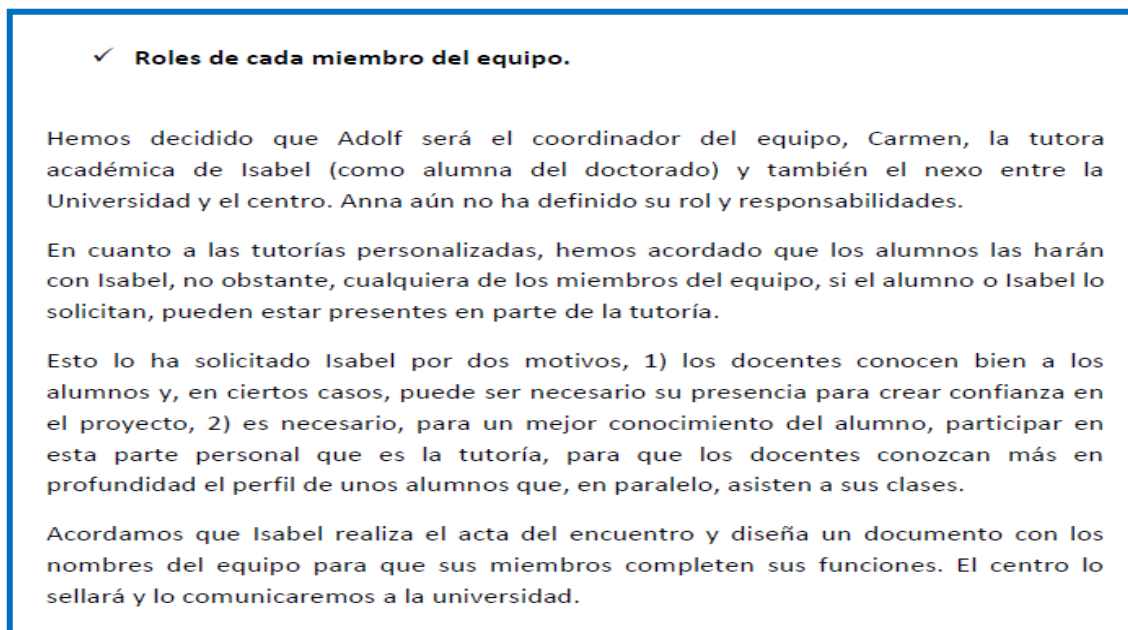 ✓ Roles de cada miembro del equipo.
Hemos decidido que Adolf será el coordinador del equipo, Carmen, la tutora
académica de Isabel (como alumna del doctorado) y también el nexo entre la
Universidad y el centro. Anna aún no ha definido su rol y responsabilidades.
En cuanto a las tutorías personalizadas, hemos acordado que los alumnos las harán
con Isabel, no obstante, cualquiera de los miembros del equipo, si el alumno o Isabel lo
solicitan, pueden estar presentes en parte de la tutoría.
Esto lo ha solicitado Isabel por dos motivos, 1) los docentes conocen bien a los
alumnos y, en ciertos casos, puede ser necesario su presencia para crear confianza en
el proyecto, 2) es necesario, para un mejor conocimiento del alumno, participar en
esta parte personal que es la tutoría, para que los docentes conozcan más en
profundidad el perfil de unos alumnos que, en paralelo, asisten a sus clases.
Acordamos que Isabel realiza el acta del encuentro y diseña un documento con los
nombres del equipo para que sus miembros completen sus funciones. El centro lo
sellará y lo comunicaremos a la universidad.